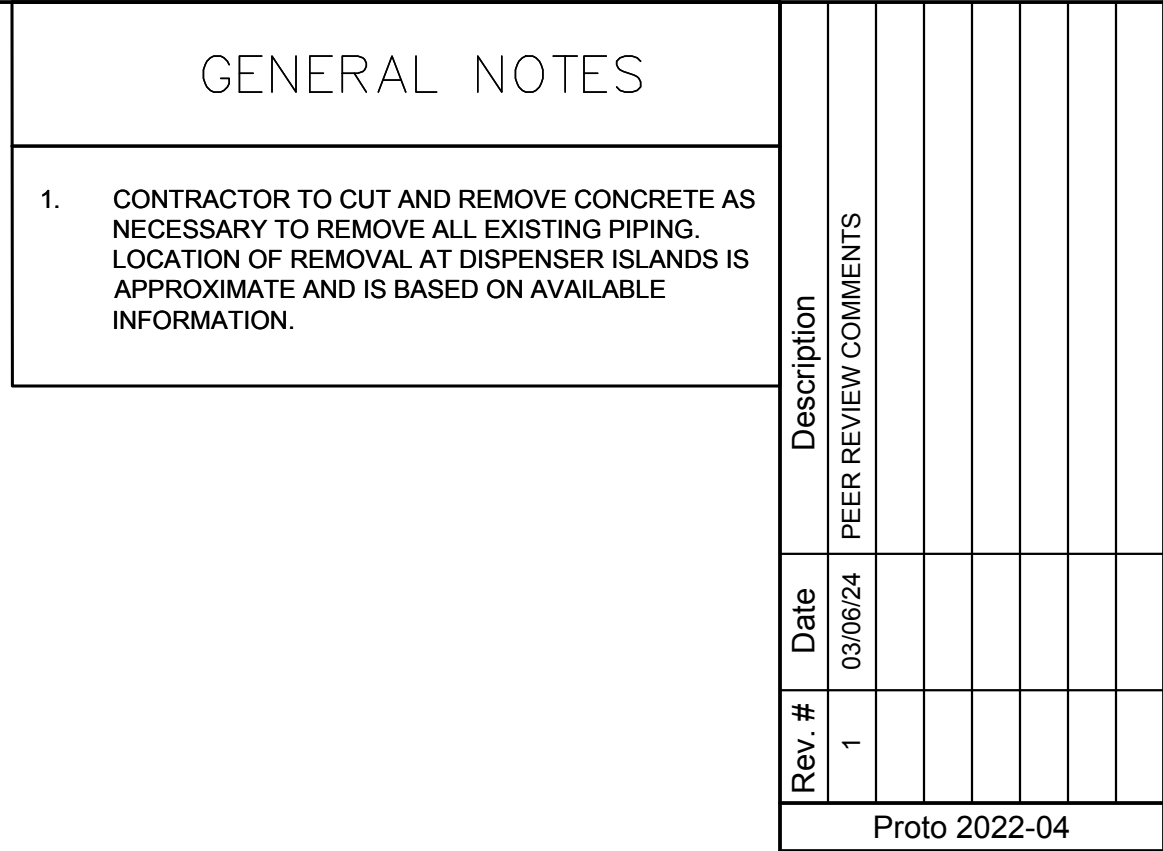 GENERAL NOTES
1. CONTRACTOR TO CUT AND REMOVE CONCRETE AS
NECESSARY TO REMOVE ALL EXISTING PIPING.
LOCATION OF REMOVAL AT DISPENSER ISLANDS IS
APPROXIMATE AND IS BASED ON AVAILABLE
INFORMATION.
Rev. # Date Description
1 03/06/24 PEER REVIEW COMMENTS
Proto 2022-04